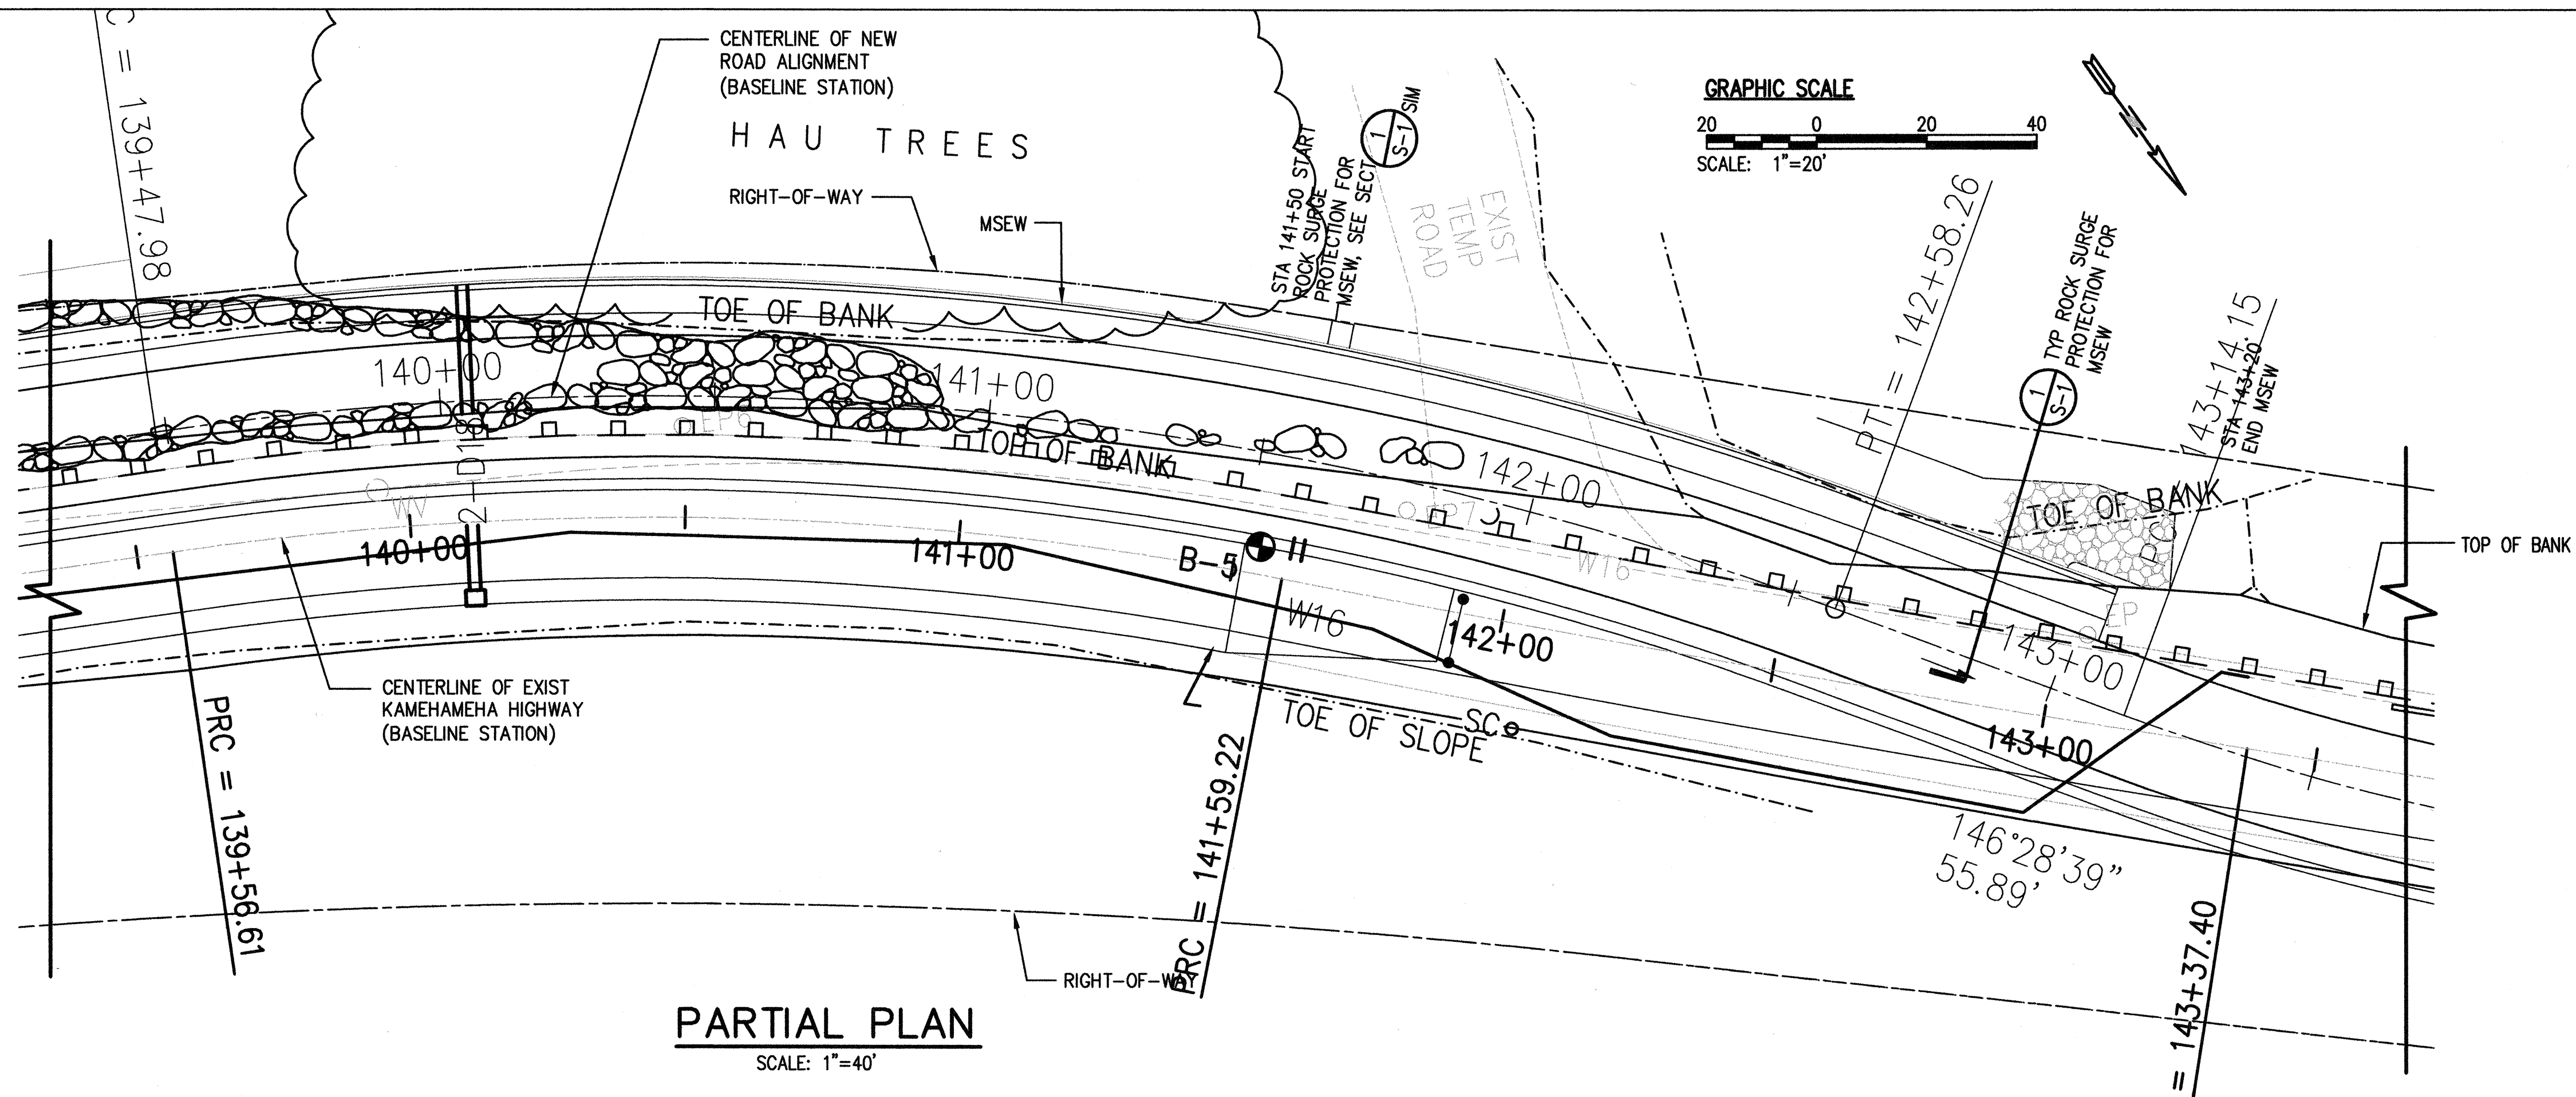 C = 139+47.98
CENTERLINE OF NEW
ROAD ALIGNMENT
(BASELINE STATION)
HAU TREES
RIGHT-OF-WAY
MSEW
STA 141+50 START
ROCK SURGE
PROTECTION FOR
MSEW, SEE SECT
1
S-1
SIM
EXIST
TEMP
ROAD
GRAPHIC SCALE
20 0 20 40
SCALE: 1"=20'
PT = 142+58.26
1
S-1
TYP ROCK SURGE
PROTECTION FOR
MSEW
143+14.15
STA 143+20
END MSEW
TOE OF BANK
140+00
141+00
EP6
TOP OF BANK
142+00
EP7
W16
TOE OF BANK
TOP OF BANK
EP
143+00
WV
140+00
141+00
B-5
W16
142+00
143+00
CENTERLINE OF EXIST
KAMEHAMEHA HIGHWAY
(BASELINE STATION)
TOE OF SLOPE
SC
PRC = 139+56.61
PRC = 141+59.22
146°28'39"
55.89'
= 143+37.40
RIGHT-OF-WAY
PARTIAL PLAN
SCALE: 1"=40'